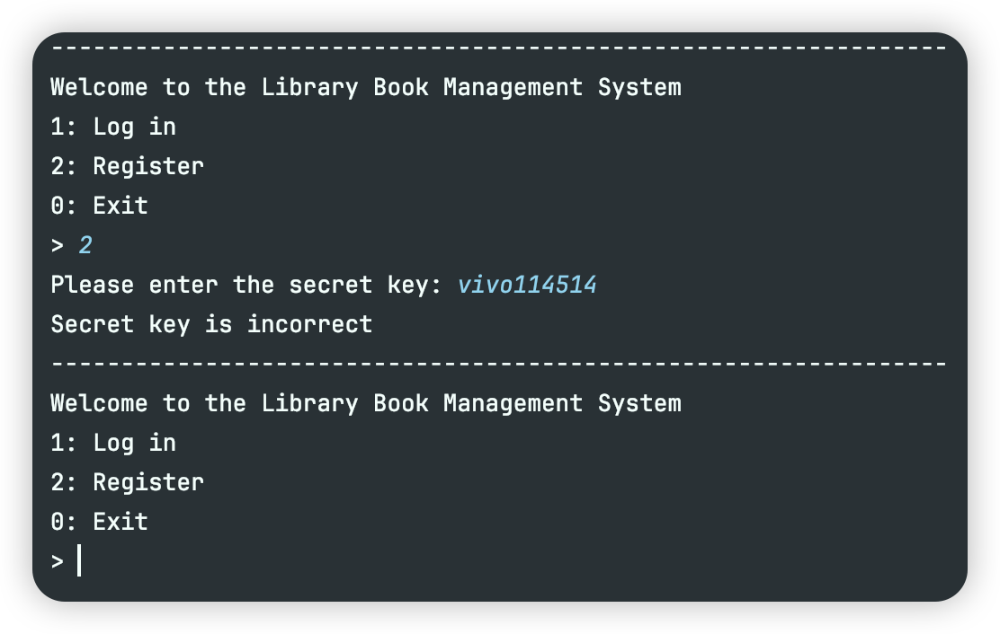 ----------------------------------------------------------------
Welcome to the Library Book Management System
1: Log in
2: Register
0: Exit
> 2
Please enter the secret key: vivo114514
Secret key is incorrect
----------------------------------------------------------------
Welcome to the Library Book Management System
1: Log in
2: Register
0: Exit
>